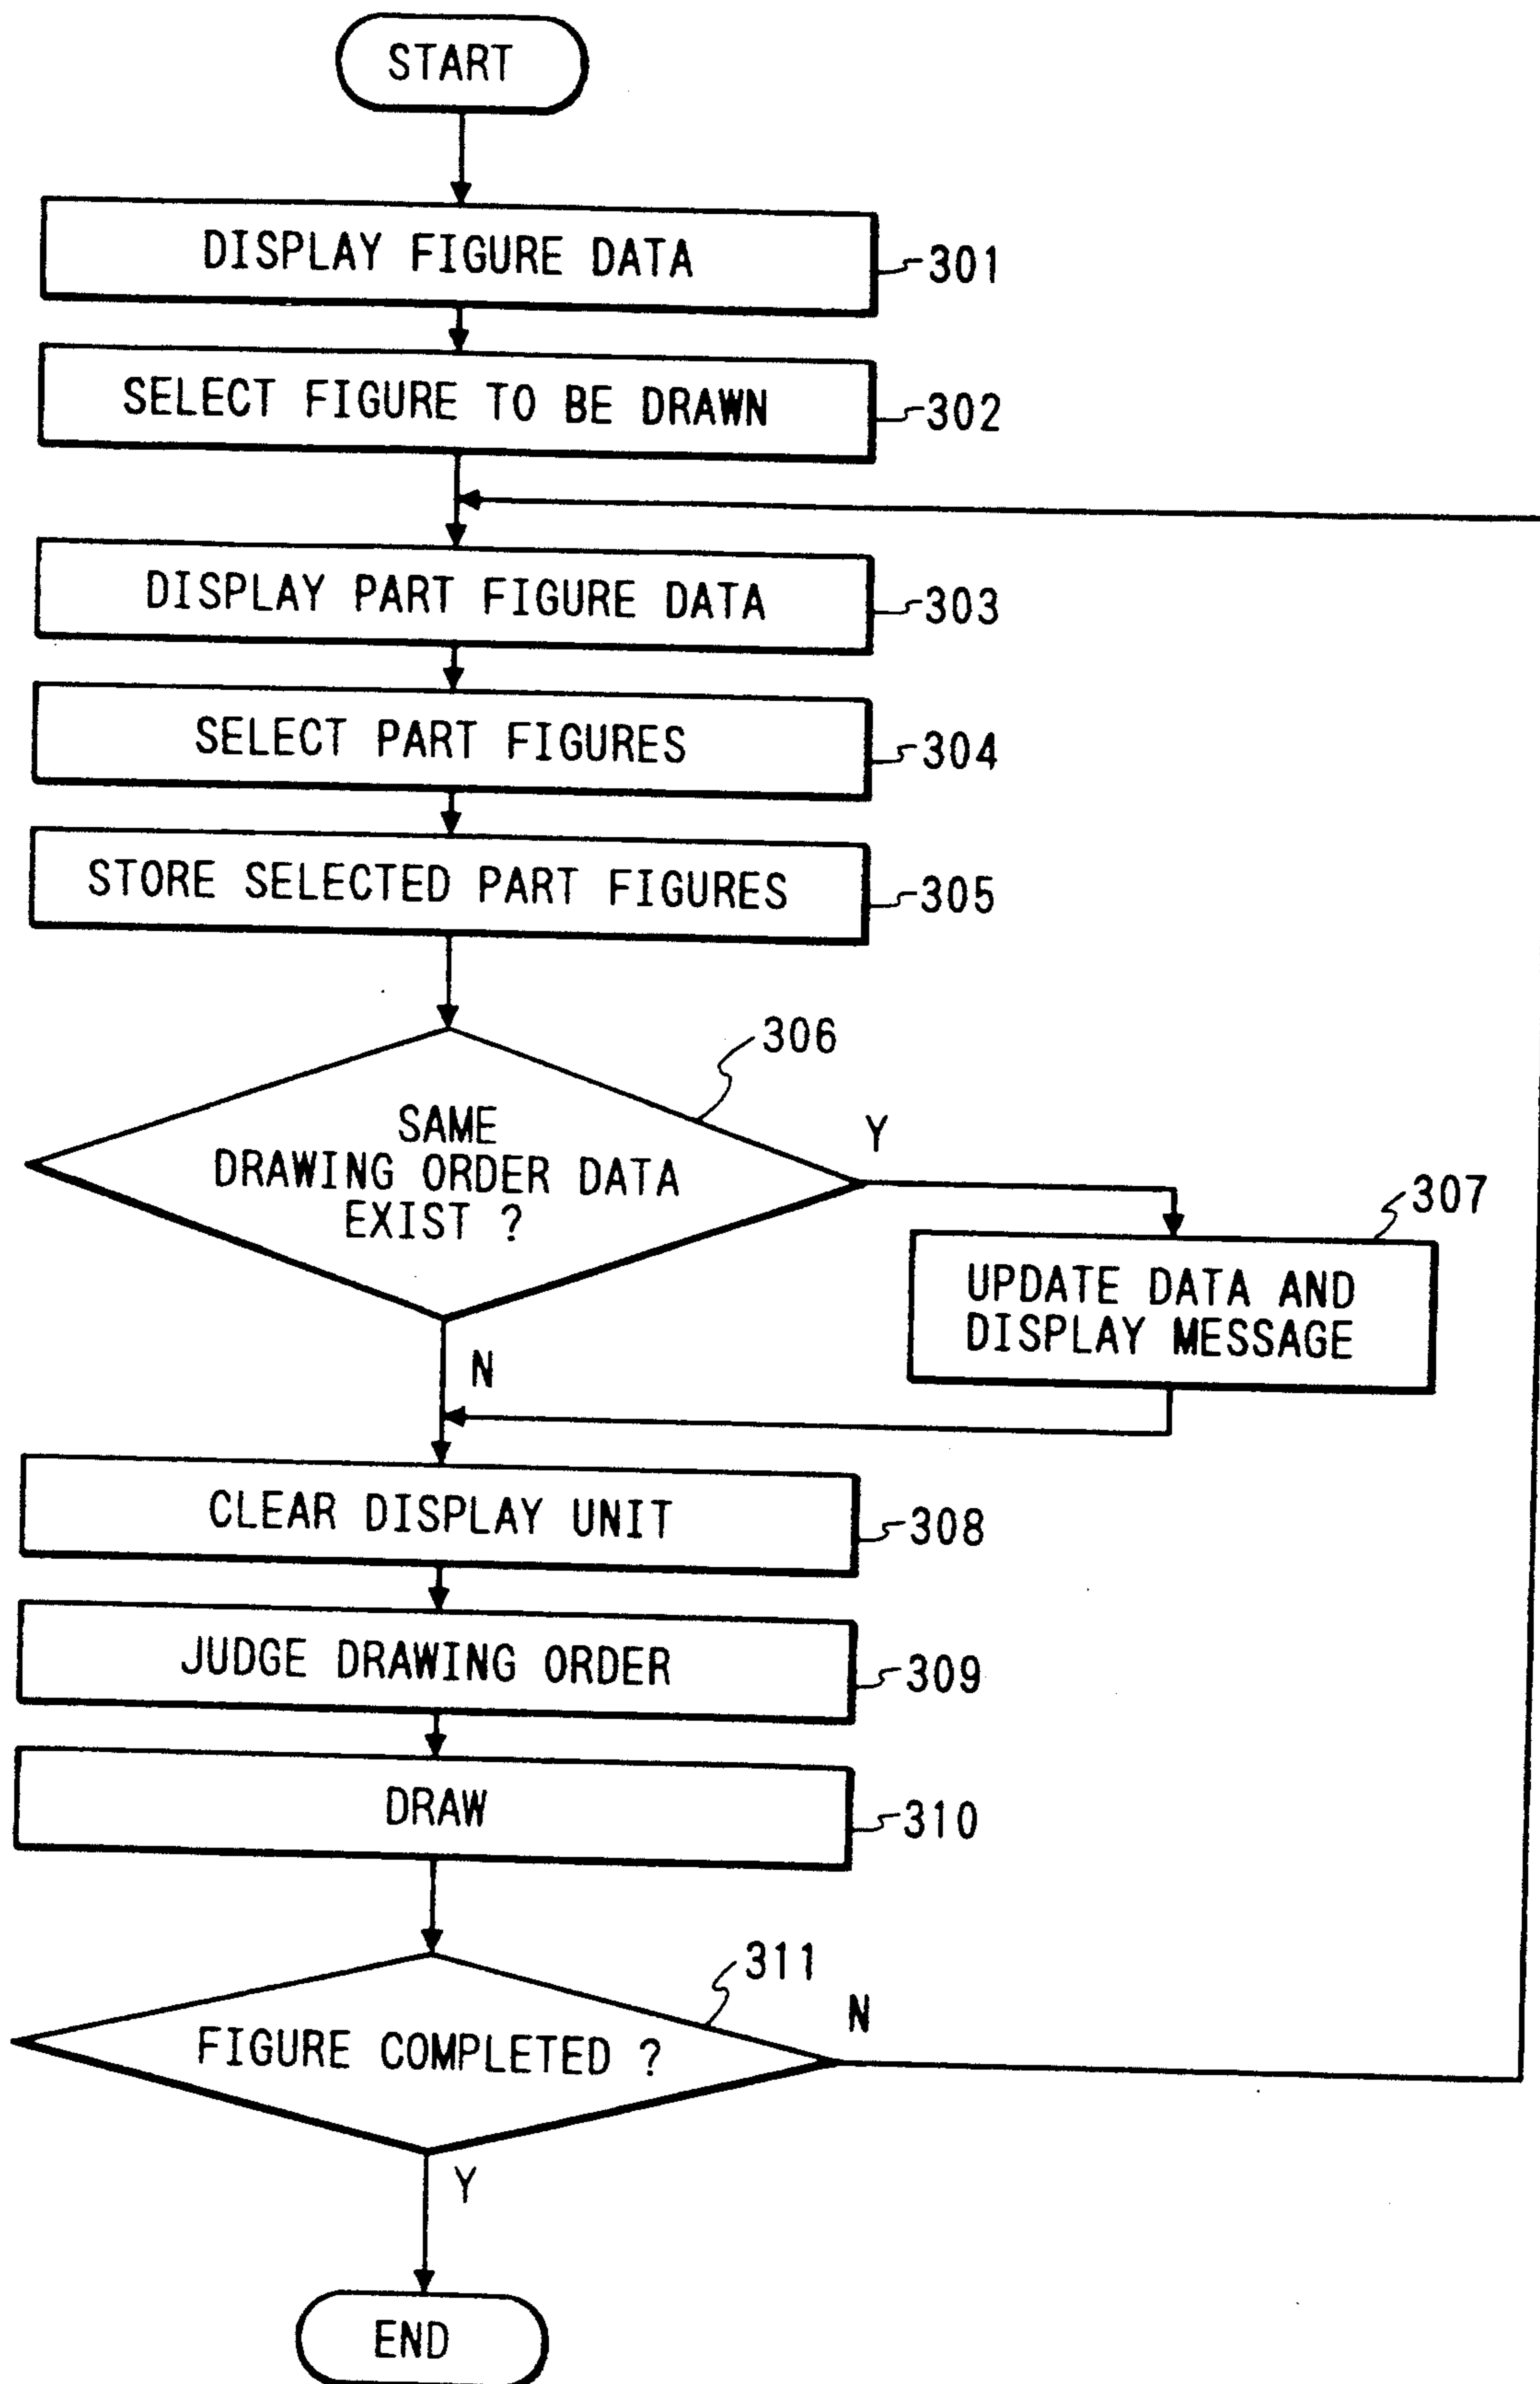 START
DISPLAY FIGURE DATA
301
SELECT FIGURE TO BE DRAWN
302
DISPLAY PART FIGURE DATA
303
SELECT PART FIGURES
304
STORE SELECTED PART FIGURES
305
306
SAME
DRAWING ORDER DATA
EXIST ?
Y
307
UPDATE DATA AND
DISPLAY MESSAGE
N
CLEAR DISPLAY UNIT
308
JUDGE DRAWING ORDER
309
DRAW
310
311
FIGURE COMPLETED ?
N
Y
END